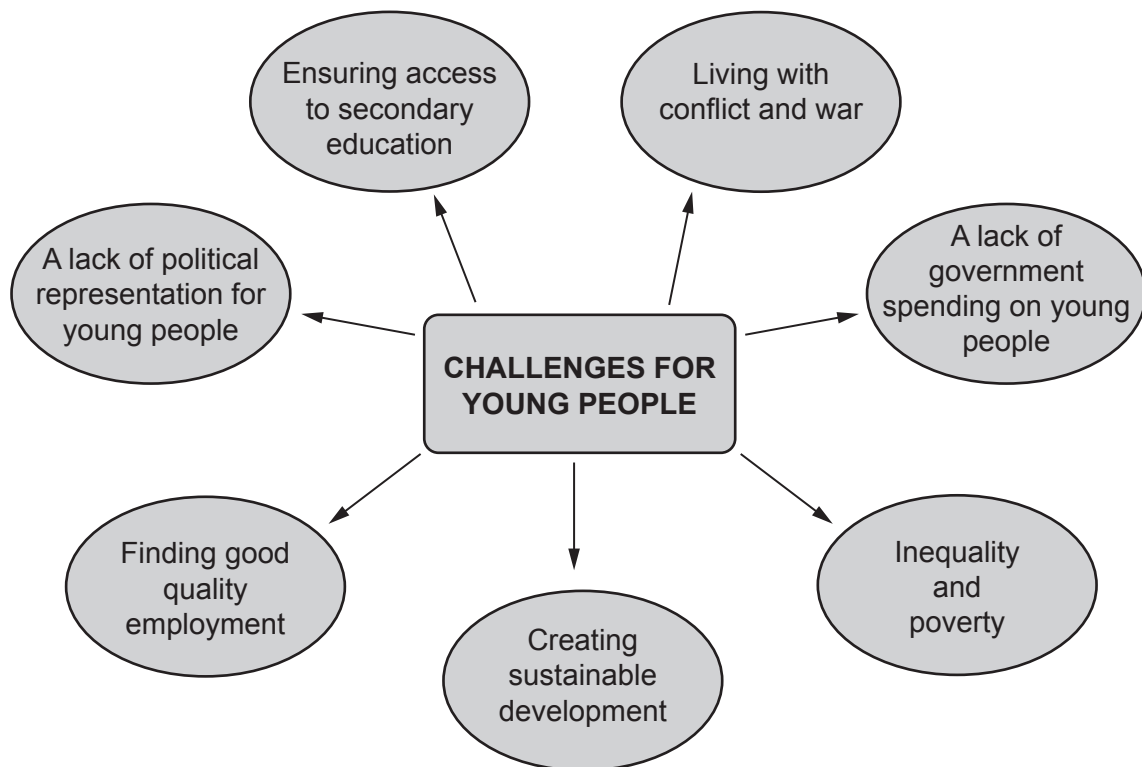 Ensuring access
to secondary
education
Living with
conflict and war
A lack of political
representation for
young people
A lack of
government
spending on young
people
CHALLENGES FOR
YOUNG PEOPLE
Finding good
quality
employment
Creating
sustainable
development
Inequality
and
poverty